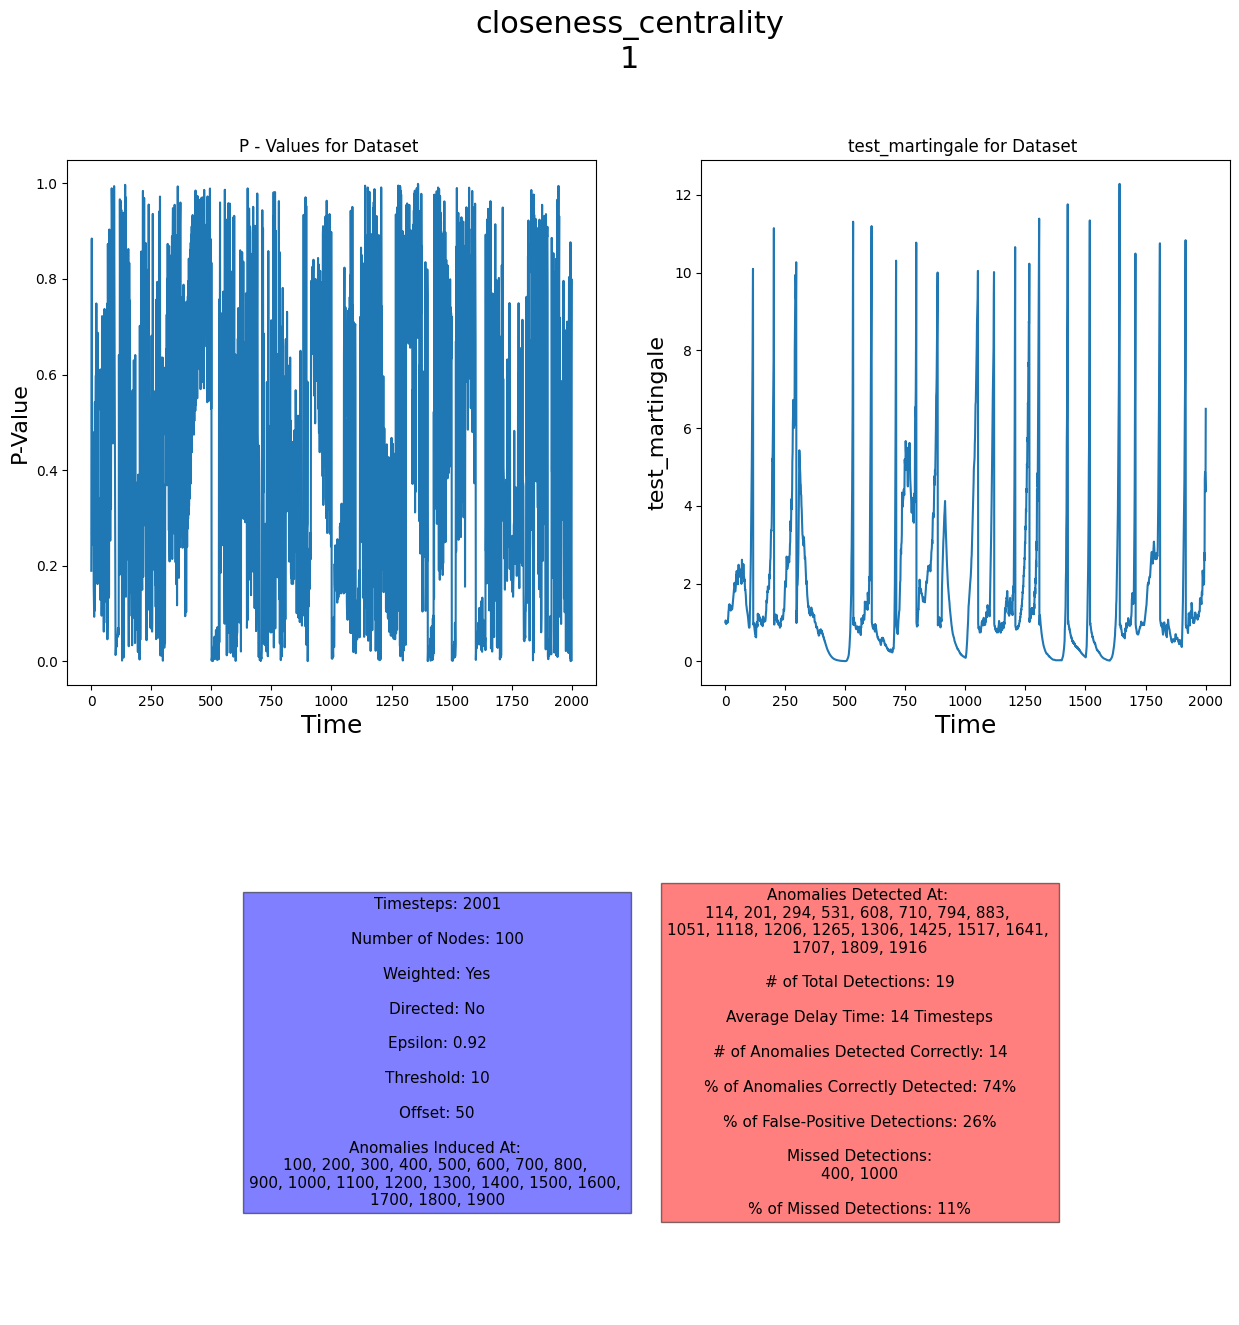 closeness_centrality
1
P - Values for Dataset
P-Value
1.0
0.8
0.6
0.4
0.2
0.0
0 250 500 750 1000 1250 1500 1750 2000
Time
test_martingale for Dataset
test_martingale
12
10
8
6
4
2
0
0 250 500 750 1000 1250 1500 1750 2000
Time
Timesteps: 2001
Number of Nodes: 100
Weighted: Yes
Directed: No
Epsilon: 0.92
Threshold: 10
Offset: 50
Anomalies Induced At:
100, 200, 300, 400, 500, 600, 700, 800,
900, 1000, 1100, 1200, 1300, 1400, 1500, 1600,
1700, 1800, 1900
Anomalies Detected At:
114, 201, 294, 531, 608, 710, 794, 883,
1051, 1118, 1206, 1265, 1306, 1425, 1517, 1641,
1707, 1809, 1916
# of Total Detections: 19
Average Delay Time: 14 Timesteps
# of Anomalies Detected Correctly: 14
% of Anomalies Correctly Detected: 74%
% of False-Positive Detections: 26%
Missed Detections:
400, 1000
% of Missed Detections: 11%